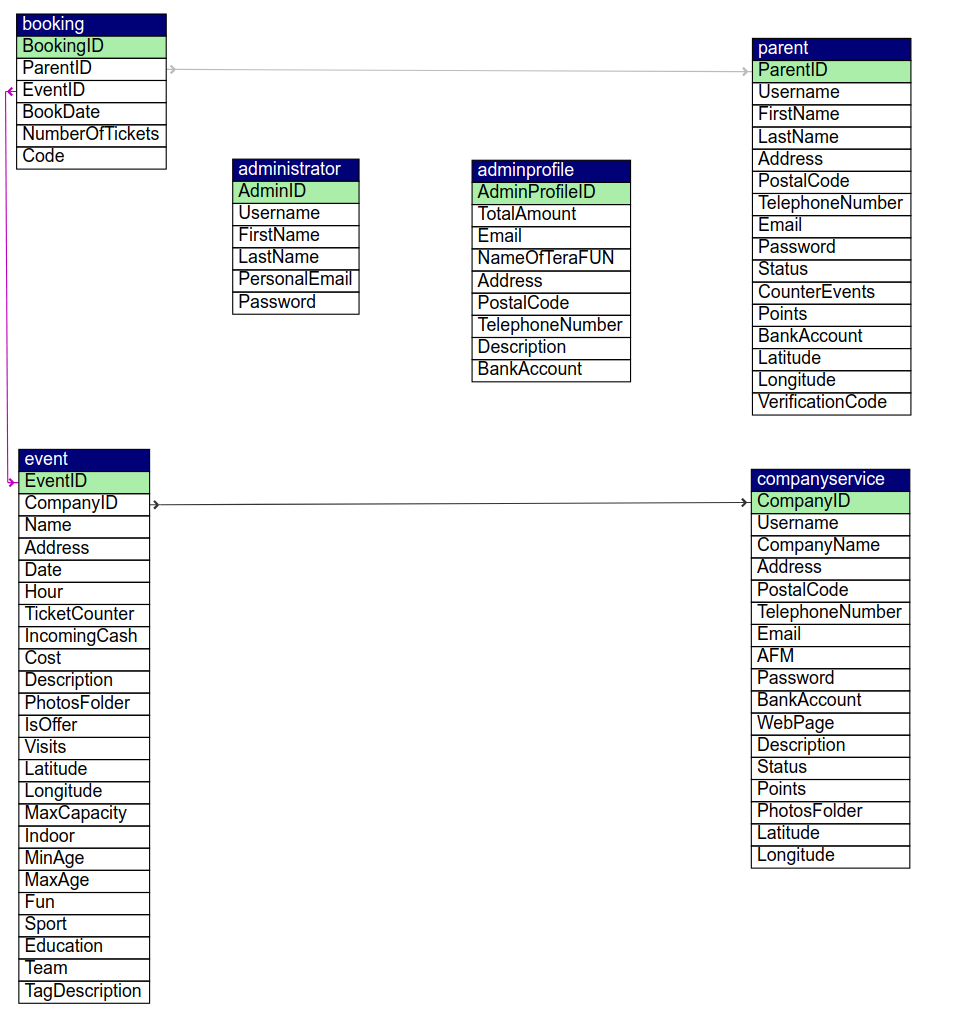 booking
BookingID
ParentID
EventID
BookDate
NumberOfTickets
Code
administrator
AdminID
Username
FirstName
LastName
PersonalEmail
Password
adminprofile
AdminProfileID
TotalAmount
Email
NameOfTeraFUN
Address
PostalCode
TelephoneNumber
Description
BankAccount
parent
ParentID
Username
FirstName
LastName
Address
PostalCode
TelephoneNumber
Email
Password
Status
CounterEvents
Points
BankAccount
Latitude
Longitude
VerificationCode
event
EventID
CompanyID
Name
Address
Date
Hour
TicketCounter
IncomingCash
Cost
Description
PhotosFolder
IsOffer
Visits
Latitude
Longitude
MaxCapacity
Indoor
MinAge
MaxAge
Fun
Sport
Education
Team
TagDescription
companyservice
CompanyID
Username
CompanyName
Address
PostalCode
TelephoneNumber
Email
AFM
Password
BankAccount
WebPage
Description
Status
Points
PhotosFolder
Latitude
Longitude